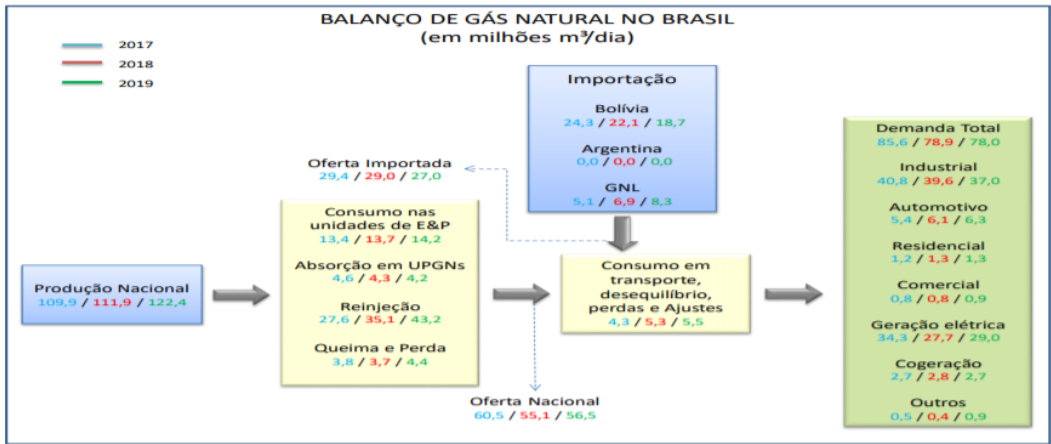 BALANÇO DE GÁS NATURAL NO BRASIL
(em milhões m³/dia)
2017
2018
2019
Importação
Bolívia
24,3 / 22,1 / 18,7
Argentina
0,0 / 0,0 / 0,0
GNL
5,1 / 6,9 / 8,3
Oferta Importada
29,4 / 29,0 / 27,0
Produção Nacional
109,9 / 111,9 / 122,4
Consumo nas
unidades de E&P
13,4 / 13,7 / 14,2
Absorção em UPGNs
4,6 / 4,3 / 4,2
Reinjeção
27,6 / 35,1 / 43,2
Queima e Perda
3,8 / 3,7 / 4,4
Oferta Nacional
60,5 / 55,1 / 56,5
Consumo em
transporte,
desequilíbrio,
perdas e Ajustes
4,3 / 5,3 / 5,5
Demanda Total
85,6 / 78,9 / 78,0
Industrial
40,8 / 39,6 / 37,0
Automotivo
5,4 / 6,1 / 6,3
Residencial
1,2 / 1,3 / 1,3
Comercial
0,8 / 0,8 / 0,9
Geração elétrica
34,3 / 27,7 / 29,0
Cogeração
2,7 / 2,8 / 2,7
Outros
0,5 / 0,4 / 0,9